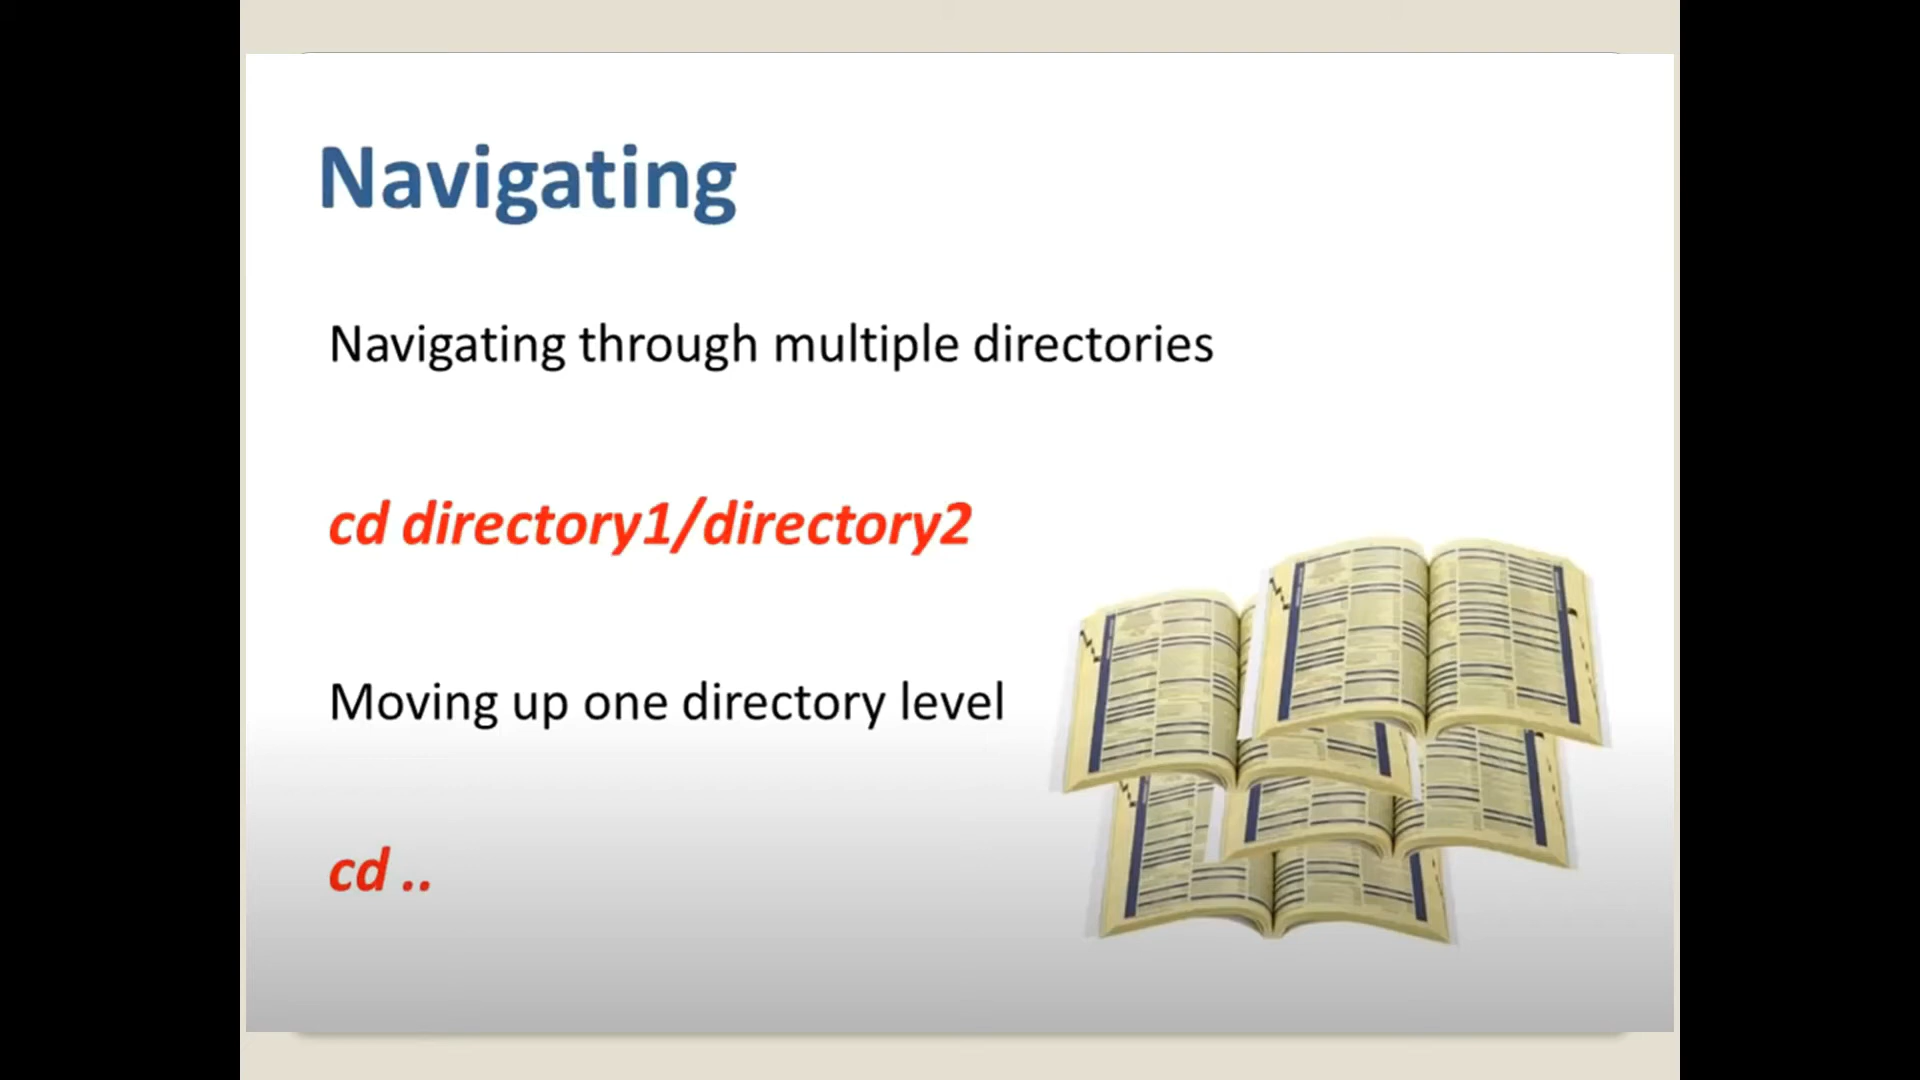 Navigating
Navigating through multiple directories
cd directory1/directory2
Moving up one directory level
cd ..